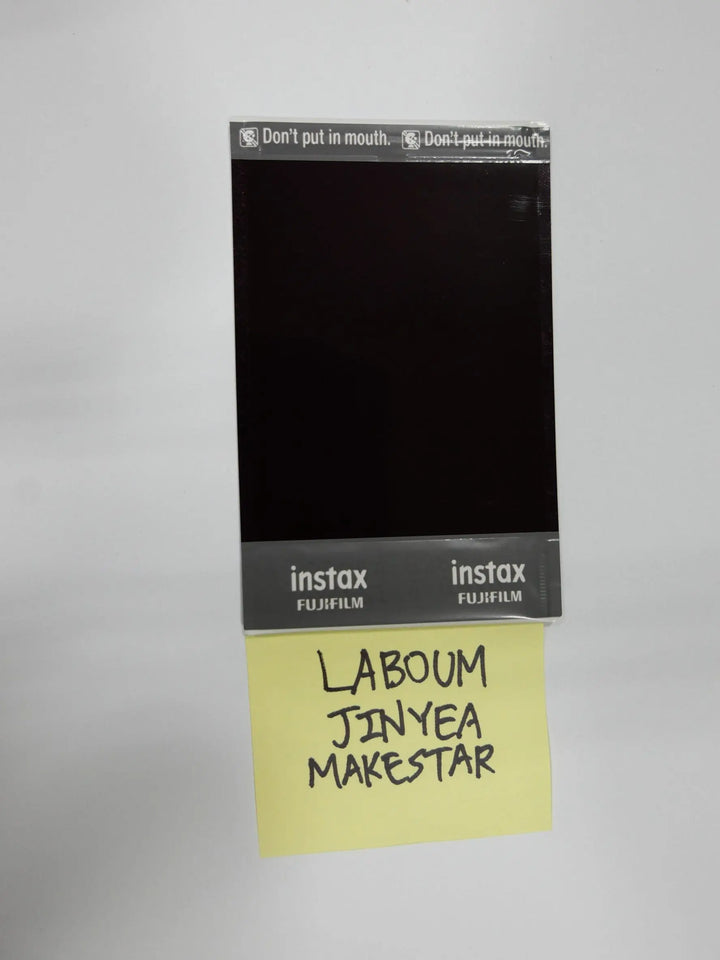 Don't put in mouth. Don't put in mouth.
instax instax
FUJIFILM FUJIFILM
LABOUM
JINYEA
MAKESTAR